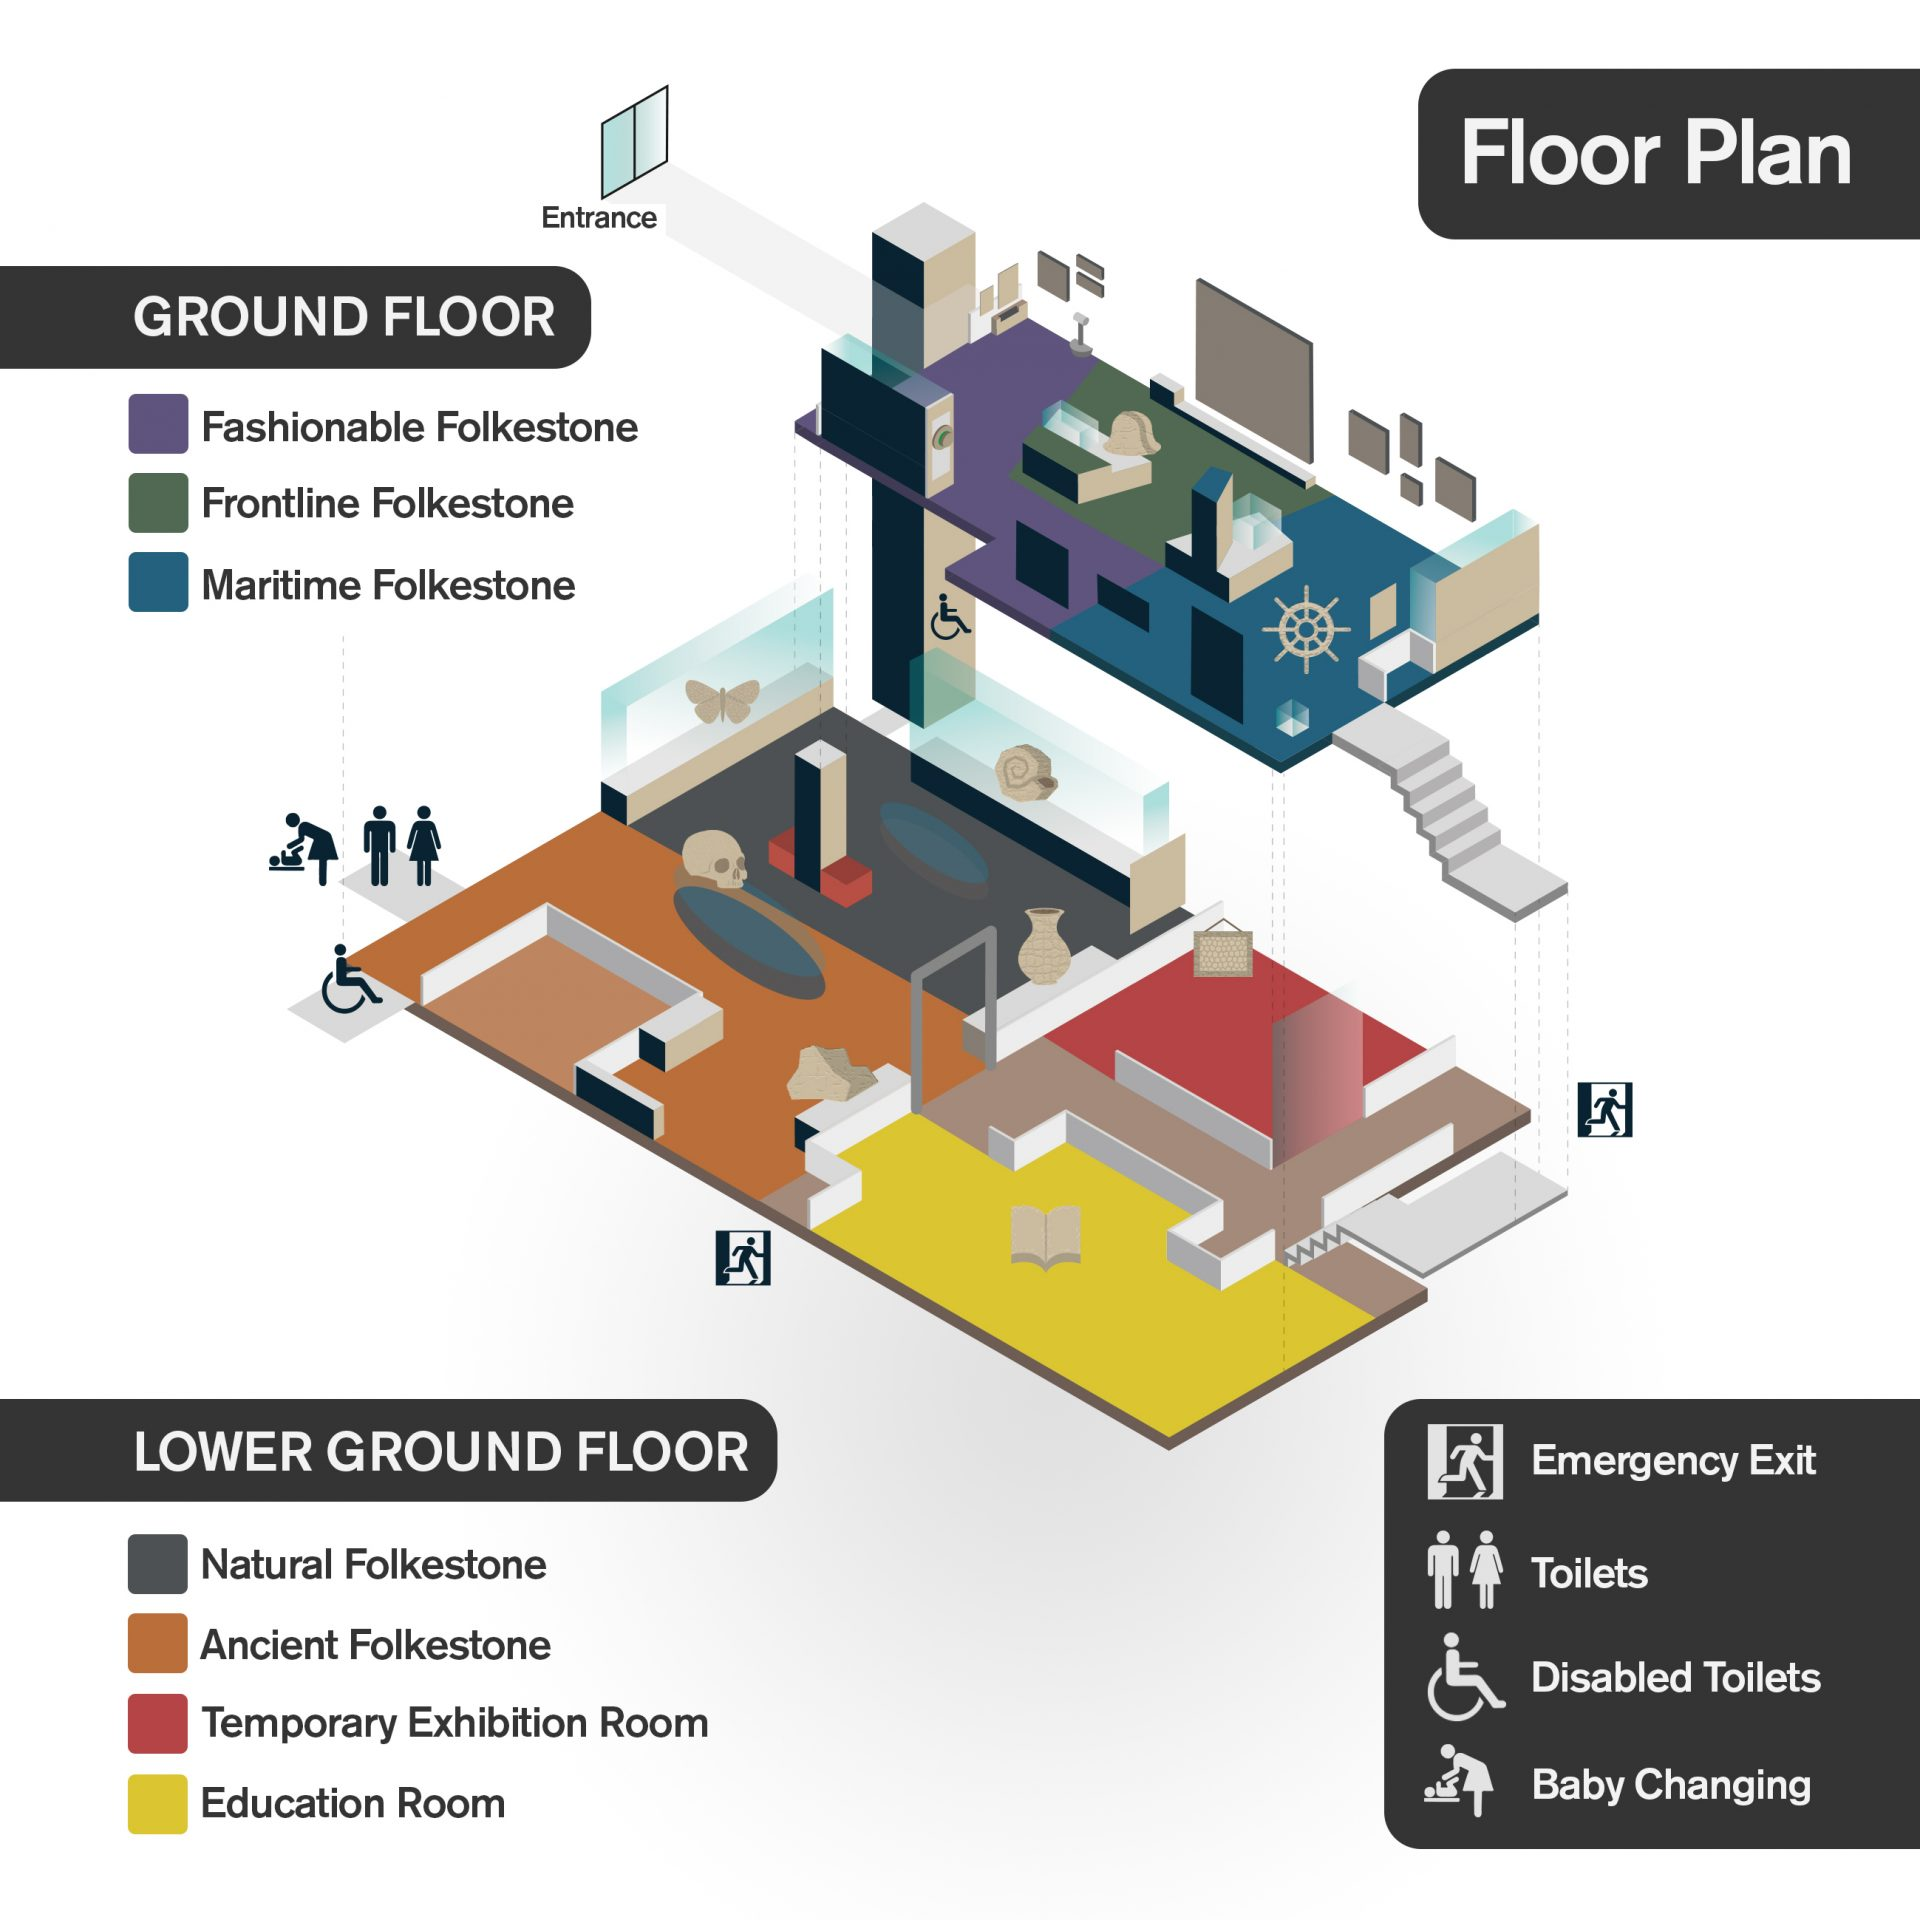 Floor Plan
Entrance
GROUND FLOOR
Fashionable Folkestone
Frontline Folkestone
Maritime Folkestone
LOWER GROUND FLOOR
Natural Folkestone
Ancient Folkestone
Temporary Exhibition Room
Education Room
Emergency Exit
Toilets
Disabled Toilets
Baby Changing